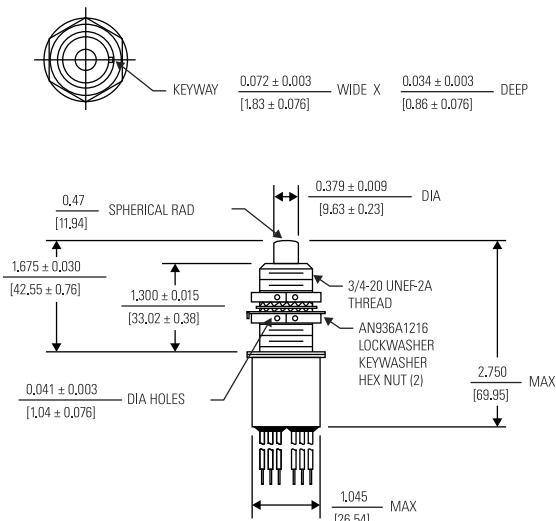 KEYWAY 0.072 ± 0.003 WIDE X 0.034 ± 0.003 DEEP
[1.83 ± 0.076] [0.86 ± 0.076]
0.379 ± 0.009 DIA
[9.63 ± 0.23]
0.47 SPHERICAL RAD
[11.94]
1.675 ± 0.030
[42.55 ± 0.76]
1.300 ± 0.015
[33.02 ± 0.38]
3/4-20 UNEF-2A
THREAD
AN936A1216
LOCKWASHER
KEYWASHER
HEX NUT (2)
0.041 ± 0.003 DIA HOLES
[1.04 ± 0.076]
2.750 MAX
[69.95]
1.045 MAX
[26.54]